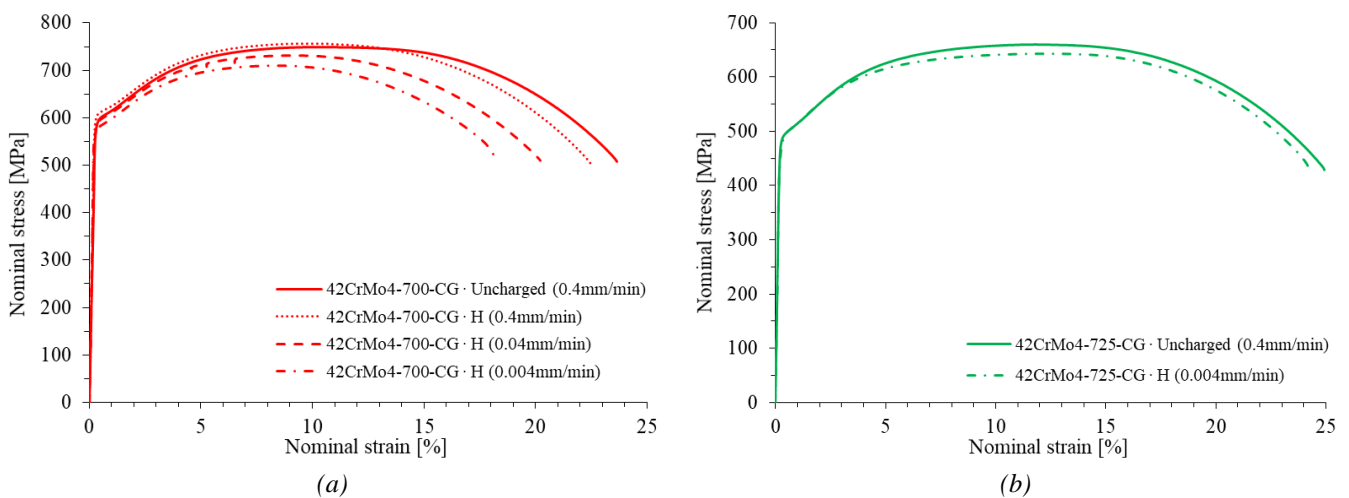 800
700
600
500
400
300
200
100
0
Nominal stress [MPa]
42CrMo4-700-CG · Uncharged (0.4mm/min)
42CrMo4-700-CG · H (0.4mm/min)
42CrMo4-700-CG · H (0.04mm/min)
42CrMo4-700-CG · H (0.004mm/min)
0 5 10 15 20 25
Nominal strain [%]
(a)
700
600
500
400
300
200
100
0
Nominal stress [MPa]
42CrMo4-725-CG · Uncharged (0.4mm/min)
42CrMo4-725-CG · H (0.004mm/min)
0 5 10 15 20 25
Nominal strain [%]
(b)